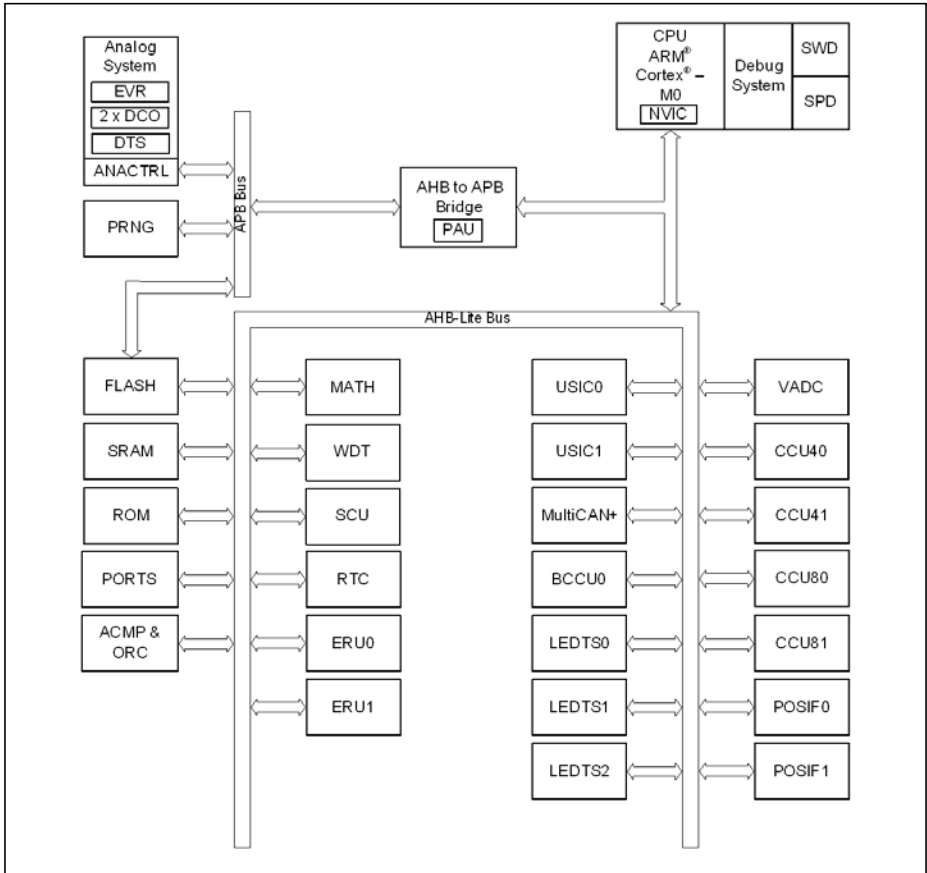 Analog
System
EVR
2 x DCO
DTS
ANACTRL
PRNG
APB Bus
AHB to APB
Bridge
PAU
CPU
ARM®
Cortex® –
M0
NVIC
Debug
System
SWD
SPD
AHB-Lite Bus
FLASH
SRAM
ROM
PORTS
ACMP &
ORC
MATH
WDT
SCU
RTC
ERU0
ERU1
USIC0
USIC1
MultiCAN+
BCCU0
LEDTS0
LEDTS1
LEDTS2
VADC
CCU40
CCU41
CCU80
CCU81
POSIF0
POSIF1